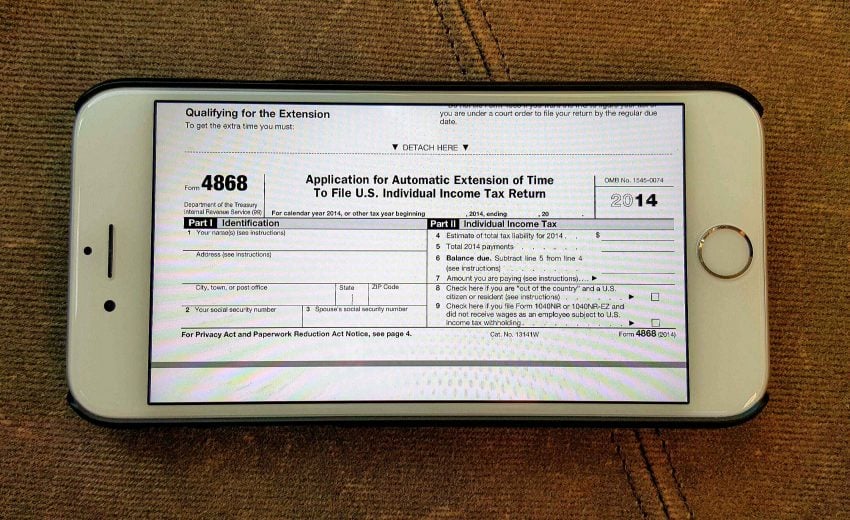 Qualifying for the Extension
To get the extra time you must:
you are under a court order to file your return by the regular due
date.
▼ DETACH HERE ▼
Form 4868
Department of the Treasury
Internal Revenue Service (99)
Application for Automatic Extension of Time
To File U.S. Individual Income Tax Return
For calendar year 2014, or other tax year beginning , 2014, ending , 20 .
OMB No. 1545-0074
2014
Part I Identification
1 Your name(s) (see instructions)
Address (see instructions)
City, town, or post office State ZIP Code
2 Your social security number 3 Spouse's social security number
Part II Individual Income Tax
4 Estimate of total tax liability for 2014 . . $
5 Total 2014 payments . . . . . .
6 Balance due. Subtract line 5 from line 4
(see instructions) . . . . . . .
7 Amount you are paying (see instructions) . . . . ►
8 Check here if you are "out of the country" and a U.S.
citizen or resident (see instructions) . . . . . . ►
9 Check here if you file Form 1040NR or 1040NR-EZ and
did not receive wages as an employee subject to U.S.
income tax withholding . . . . . . . . . ►
For Privacy Act and Paperwork Reduction Act Notice, see page 4. Cat. No. 13141W Form 4868 (2014)